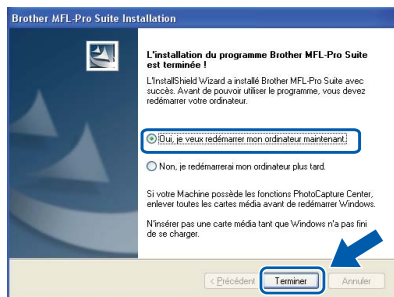 Brother MFL-Pro Suite Installation
L'installation du programme Brother MFL-Pro Suite
est terminée !
L'InstallShield Wizard a installé Brother MFL-Pro Suite avec
succès. Avant de pouvoir utiliser le programme, vous devez
redémarrer votre ordinateur.
Oui, je veux redémarrer mon ordinateur maintenant.
Non, je redémarrerai mon ordinateur plus tard.
Si votre Machine possède les fonctions PhotoCapture Center,
enlever toutes les cartes média avant de redémarrer Windows.
N'insérer pas une carte média tant que Windows n'a pas fini
de se charger.
< Précédent Terminer Annuler